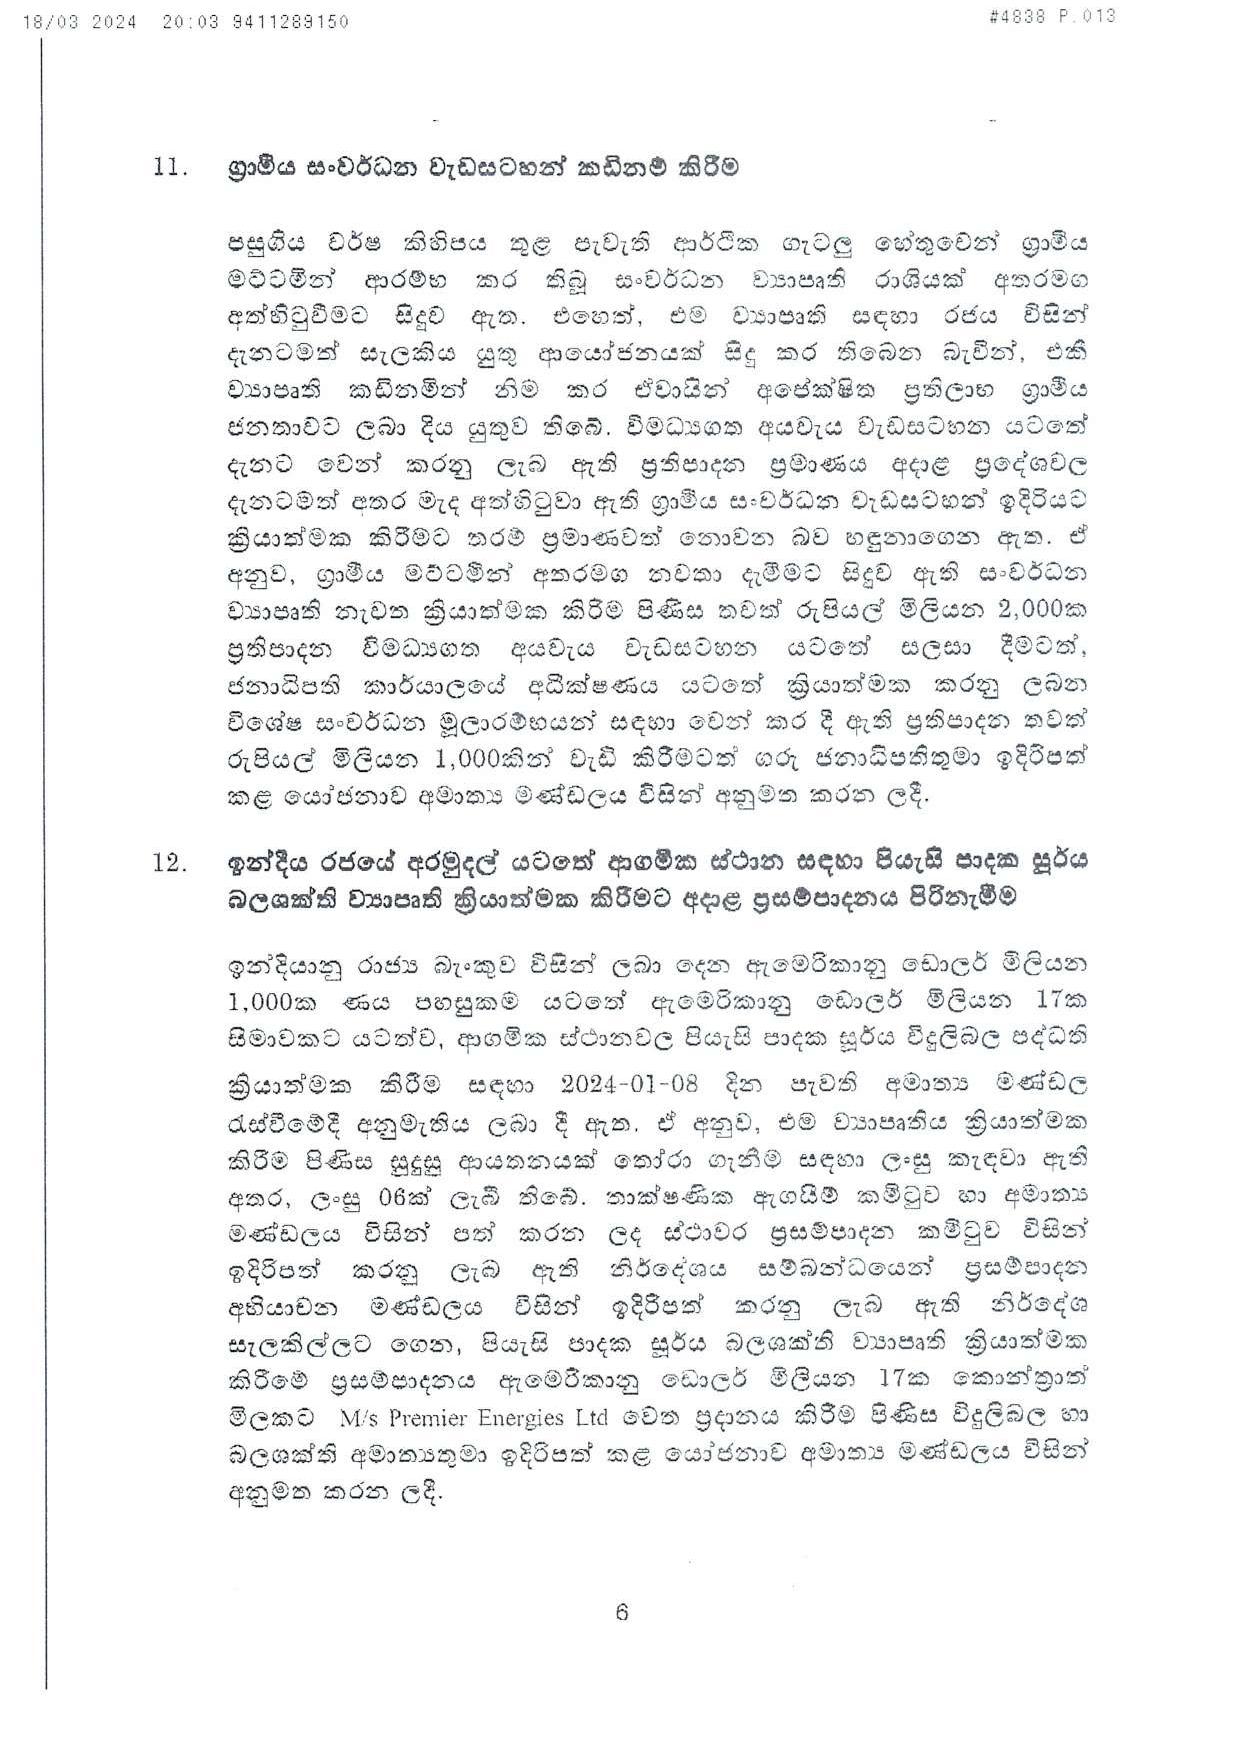 18/03 2024 20:03 9411289150
#4838 P.013
11. ග්‍රාමීය සංවර්ධන වැඩසටහන් කඩිනම් කිරීම
පසුගිය වර්ෂ කිහිපය තුළ පැවැති ආර්ථික ගැටලු හේතුවෙන් ග්‍රාමීය
මට්ටමින් ආරම්භ කර තිබූ සංවර්ධන ව්‍යාපෘති රාශියක් අතරමග
අත්හිටුවීමට සිදුව ඇත. එහෙත්, එම ව්‍යාපෘති සඳහා රජය විසින්
දැනටමත් සැලකිය යුතු ආයෝජනයක් සිදු කර තිබෙන බැවින්, එකී
ව්‍යාපෘති කඩිනමින් නිම කර ඒවායින් අපේක්ෂිත ප්‍රතිලාභ ග්‍රාමීය
ජනතාවට ලබා දිය යුතුව තිබේ. විමධ්‍යගත අයවැය වැඩසටහන යටතේ
දැනට වෙන් කරනු ලැබ ඇති ප්‍රතිපාදන ප්‍රමාණය අදාළ ප්‍රදේශවල
දැනටමත් අතර මැද අත්හිටුවා ඇති ග්‍රාමීය සංවර්ධන වැඩසටහන් ඉදිරියට
ක්‍රියාත්මක කිරීමට තරම් ප්‍රමාණවත් නොවන බව හඳුනාගෙන ඇත. ඒ
අනුව, ග්‍රාමීය මට්ටමින් අතරමග නවතා දැමීමට සිදුව ඇති සංවර්ධන
ව්‍යාපෘති නැවත ක්‍රියාත්මක කිරීම පිණිස තවත් රුපියල් මිලියන 2,000ක
ප්‍රතිපාදන විමධ්‍යගත අයවැය වැඩසටහන යටතේ සලසා දීමටත්,
ජනාධිපති කාර්යාලයේ අධීක්ෂණය යටතේ ක්‍රියාත්මක කරනු ලබන
විශේෂ සංවර්ධන මූලාරම්භයන් සඳහා වෙන් කර දී ඇති ප්‍රතිපාදන තවත්
රුපියල් මිලියන 1,000කින් වැඩි කිරීමටත් ගරු ජනාධිපතිතුමා ඉදිරිපත්
කළ යෝජනාව අමාත්‍ය මණ්ඩලය විසින් අනුමත කරන ලදී.
12. ඉන්දීය රජයේ අරමුදල් යටතේ ආගමික ස්ථාන සඳහා පියැසි පාදක සූර්ය
බලශක්ති ව්‍යාපෘති ක්‍රියාත්මක කිරීමට අදාළ ප්‍රසම්පාදනය පිරිනැමීම
ඉන්දියානු රාජ්‍ය බැංකුව විසින් ලබා දෙන ඇමෙරිකානු ඩොලර් මිලියන
1,000ක ණය පහසුකම යටතේ ඇමෙරිකානු ඩොලර් මිලියන 17ක
සීමාවකට යටත්ව, ආගමික ස්ථානවල පියැසි පාදක සූර්ය විදුලිබල පද්ධති
ක්‍රියාත්මක කිරීම සඳහා 2024-01-08 දින පැවති අමාත්‍ය මණ්ඩල
රැස්වීමේදී අනුමැතිය ලබා දී ඇත. ඒ අනුව, එම ව්‍යාපෘතිය ක්‍රියාත්මක
කිරීම පිණිස සුදුසු ආයතනයක් තෝරා ගැනීම සඳහා ලංසු කැඳවා ඇති
අතර, ලංසු 06ක් ලැබී තිබේ. තාක්ෂණික ඇගයීම් කමිටුව හා අමාත්‍ය
මණ්ඩලය විසින් පත් කරන ලද ස්ථාවර ප්‍රසම්පාදන කමිටුව විසින්
ඉදිරිපත් කරනු ලැබ ඇති නිර්දේශය සම්බන්ධයෙන් ප්‍රසම්පාදන
අභියාචන මණ්ඩලය විසින් ඉදිරිපත් කරනු ලැබ ඇති නිර්දේශ
සැලකිල්ලට ගෙන, පියැසි පාදක සූර්ය බලශක්ති ව්‍යාපෘති ක්‍රියාත්මක
කිරීමේ ප්‍රසම්පාදනය ඇමෙරිකානු ඩොලර් මිලියන 17ක කොන්ත්‍රාත්
මිලකට M/s Premier Energies Ltd වෙත ප්‍රදානය කිරීම පිණිස විදුලිබල හා
බලශක්ති අමාත්‍යතුමා ඉදිරිපත් කළ යෝජනාව අමාත්‍ය මණ්ඩලය විසින්
අනුමත කරන ලදී.
6